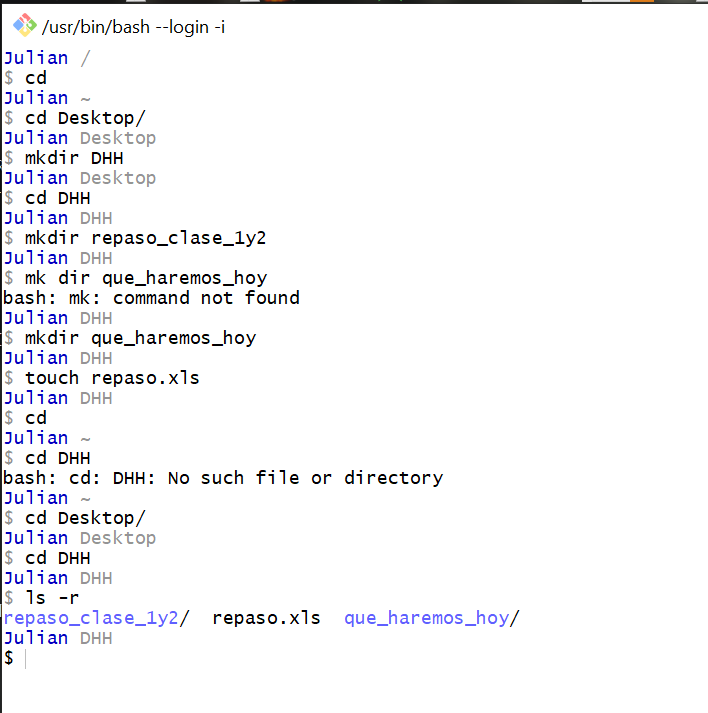 /usr/bin/bash --login -i
Julian /
$ cd
Julian ~
$ cd Desktop/
Julian Desktop
$ mkdir DHH
Julian Desktop
$ cd DHH
Julian DHH
$ mkdir repaso_clase_1y2
Julian DHH
$ mk dir que_haremos_hoy
bash: mk: command not found
Julian DHH
$ mkdir que_haremos_hoy
Julian DHH
$ touch repaso.xls
Julian DHH
$ cd
Julian ~
$ cd DHH
bash: cd: DHH: No such file or directory
Julian ~
$ cd Desktop/
Julian Desktop
$ cd DHH
Julian DHH
$ ls -r
repaso_clase_1y2/  repaso.xls  que_haremos_hoy/
Julian DHH
$